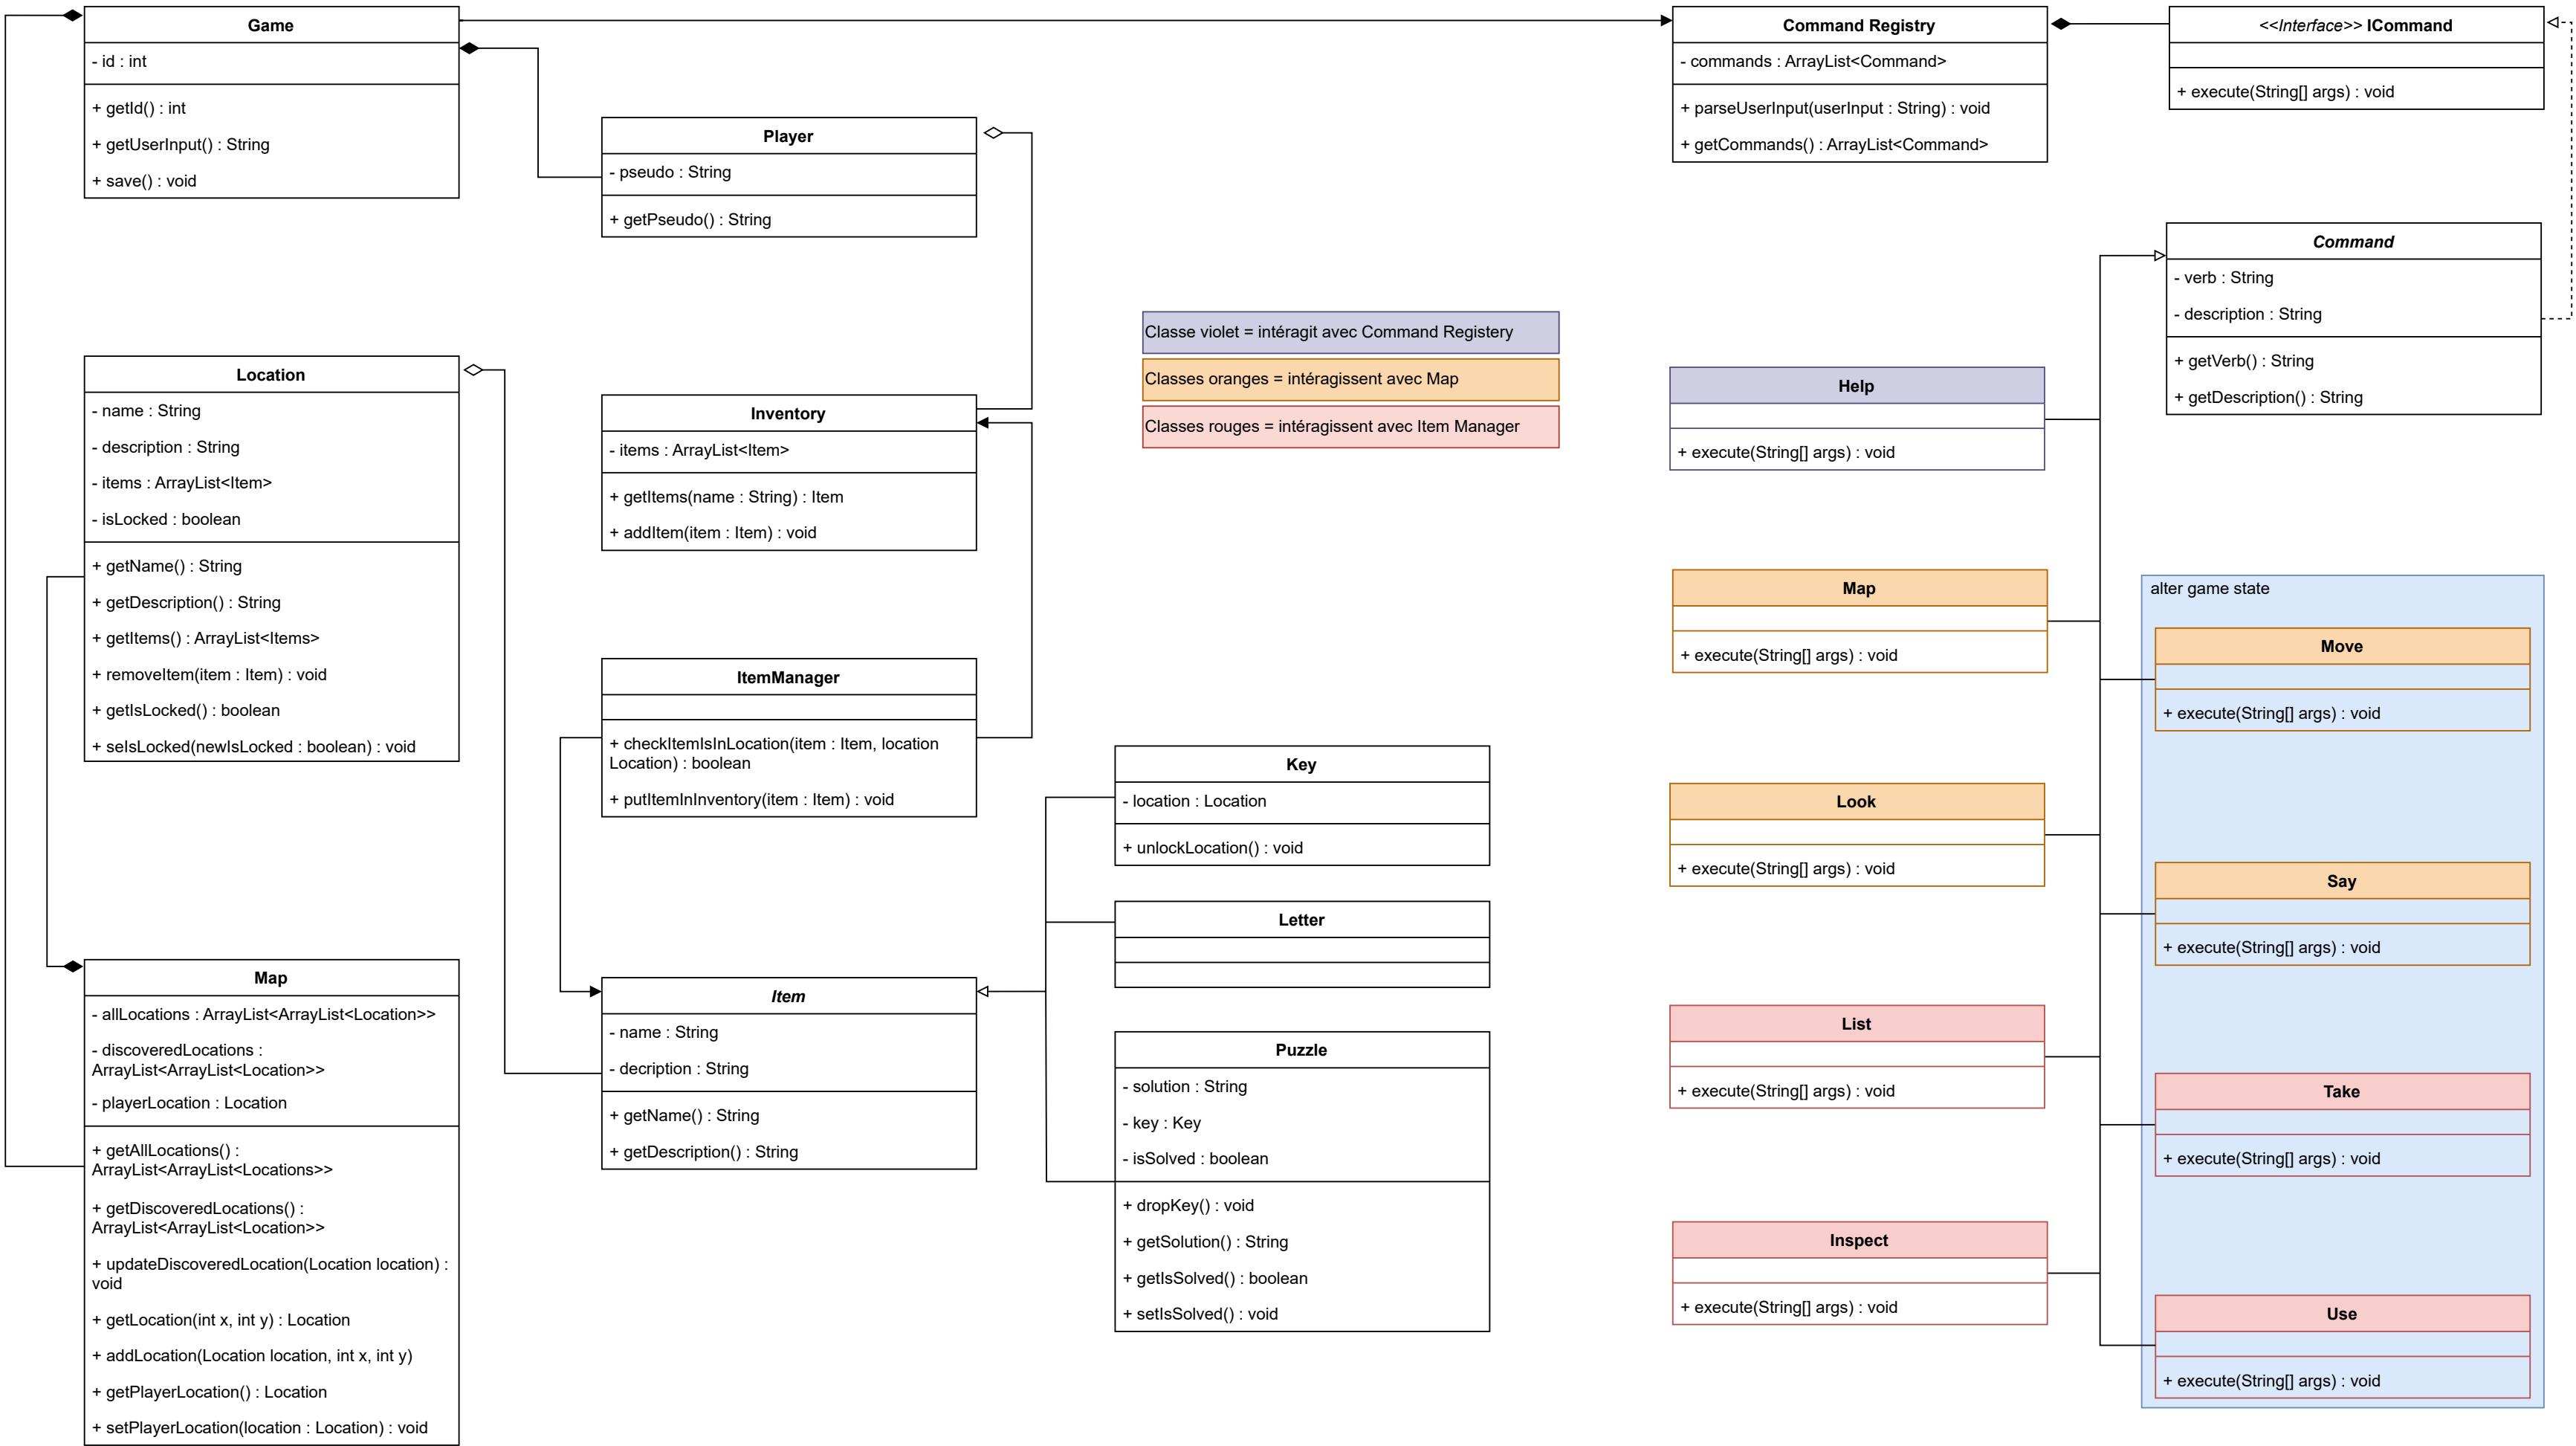 Game
- id : int
+ getId() : int
+ getUserInput() : String
+ save() : void
Player
- pseudo : String
+ getPseudo() : String
Command Registry
- commands : ArrayList<Command>
+ parseUserInput(userInput : String) : void
+ getCommands() : ArrayList<Command>
<<Interface>> ICommand
+ execute(String[] args) : void
Command
- verb : String
- description : String
+ getVerb() : String
+ getDescription() : String
Location
- name : String
- description : String
- items : ArrayList<Item>
- isLocked : boolean
+ getName() : String
+ getDescription() : String
+ getItems() : ArrayList<Items>
+ removeItem(item : Item) : void
+ getIsLocked() : boolean
+ seIsLocked(newIsLocked : boolean) : void
Inventory
- items : ArrayList<Item>
+ getItems(name : String) : Item
+ addItem(item : Item) : void
Classe violet = intéragit avec Command Registery
Classes oranges = intéragissent avec Map
Classes rouges = intéragissent avec Item Manager
ItemManager
+ checkItemIsInLocation(item : Item, location
Location) : boolean
+ putItemInInventory(item : Item) : void
Map
- allLocations : ArrayList<ArrayList<Location>>
- discoveredLocations :
ArrayList<ArrayList<Location>>
- playerLocation : Location
+ getAllLocations() :
ArrayList<ArrayList<Locations>>
+ getDiscoveredLocations() :
ArrayList<ArrayList<Location>>
+ updateDiscoveredLocation(Location location) :
void
+ getLocation(int x, int y) : Location
+ addLocation(Location location, int x, int y)
+ getPlayerLocation() : Location
+ setPlayerLocation(location : Location) : void
Item
- name : String
- decription : String
+ getName() : String
+ getDescription() : String
Key
- location : Location
+ unlockLocation() : void
Letter
Puzzle
- solution : String
- key : Key
- isSolved : boolean
+ dropKey() : void
+ getSolution() : String
+ getIsSolved() : boolean
+ setIsSolved() : void
Help
+ execute(String[] args) : void
Map
+ execute(String[] args) : void
Look
+ execute(String[] args) : void
List
+ execute(String[] args) : void
Inspect
+ execute(String[] args) : void
alter game state
Move
+ execute(String[] args) : void
Say
+ execute(String[] args) : void
Take
+ execute(String[] args) : void
Use
+ execute(String[] args) : void